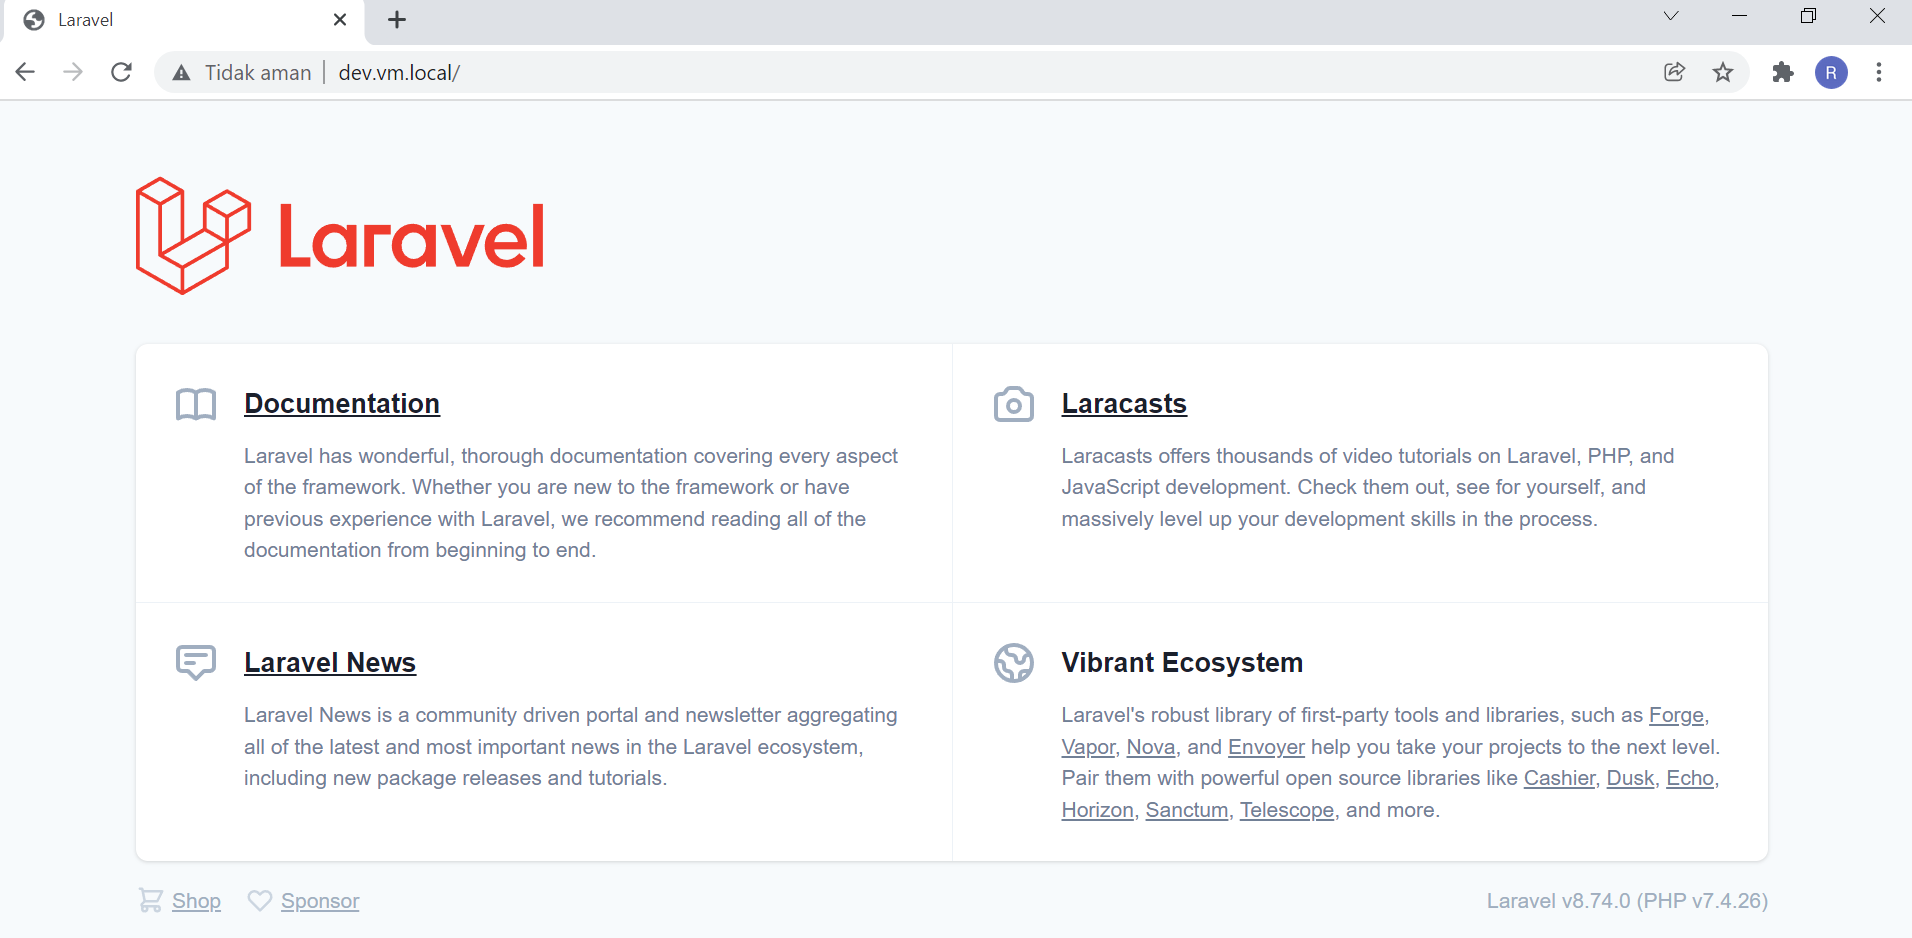 Laravel
Tidak aman
dev.vm.local/
R
Laravel
Documentation
Laravel has wonderful, thorough documentation covering every aspect
of the framework. Whether you are new to the framework or have
previous experience with Laravel, we recommend reading all of the
documentation from beginning to end.
Laracasts
Laracasts offers thousands of video tutorials on Laravel, PHP, and
JavaScript development. Check them out, see for yourself, and
massively level up your development skills in the process.
Laravel News
Laravel News is a community driven portal and newsletter aggregating
all of the latest and most important news in the Laravel ecosystem,
including new package releases and tutorials.
Vibrant Ecosystem
Laravel's robust library of first-party tools and libraries, such as Forge,
Vapor, Nova, and Envoyer help you take your projects to the next level.
Pair them with powerful open source libraries like Cashier, Dusk, Echo,
Horizon, Sanctum, Telescope, and more.
Shop
Sponsor
Laravel v8.74.0 (PHP v7.4.26)